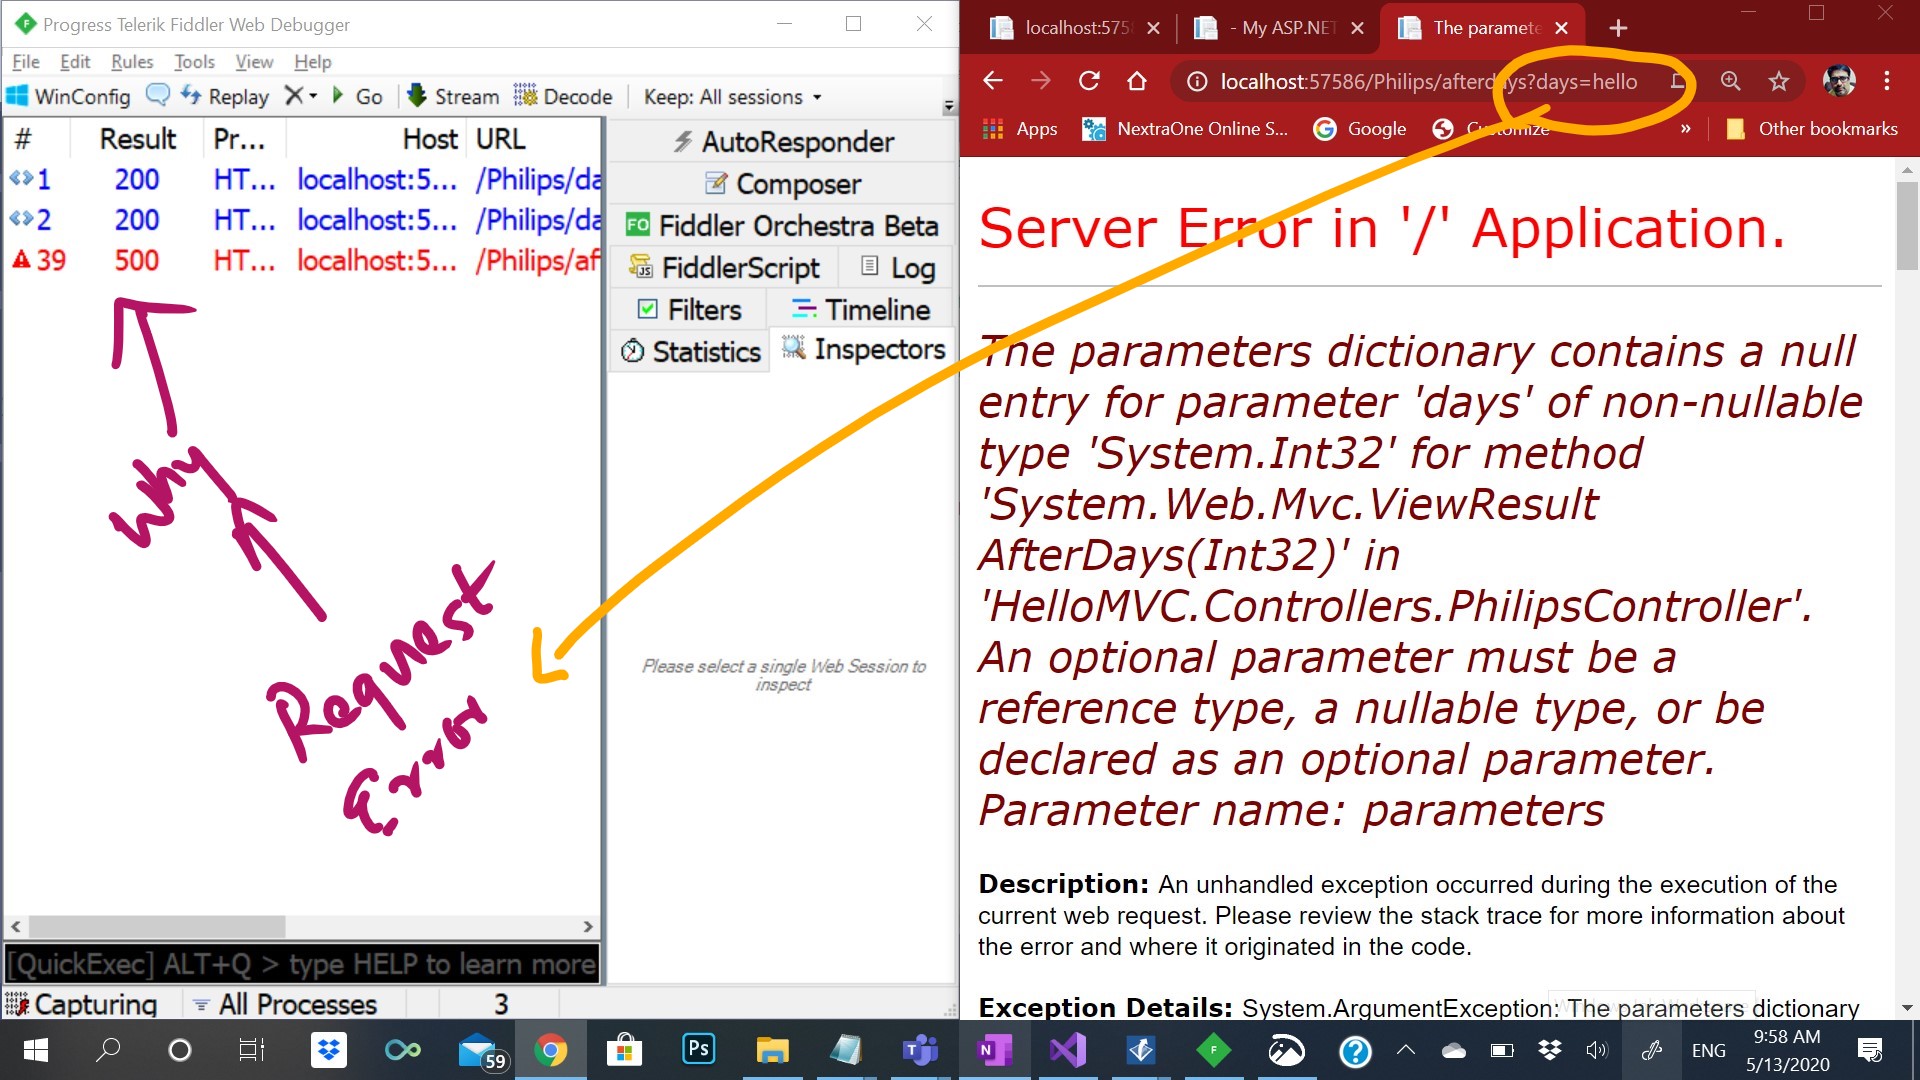 Progress Telerik Fiddler Web Debugger
File Edit Rules Tools View Help
WinConfig Replay Go Stream Decode Keep: All sessions
# Result Pr... Host URL
1 200 HT... localhost:5... /Philips/da
2 200 HT... localhost:5... /Philips/da
39 500 HT... localhost:5... /Philips/af
Why
Request
Error
[QuickExec] ALT+Q > type HELP to learn more
Capturing All Processes 3
AutoResponder
Composer
FO Fiddler Orchestra Beta
FiddlerScript Log
Filters Timeline
Statistics Inspectors
Please select a single Web Session to
inspect
localhost:575 - My ASP.NET The paramete
localhost:57586/Philips/afterdays?days=hello
Apps NextraOne Online S... Google Customize » Other bookmarks
Server Error in '/' Application.
The parameters dictionary contains a null
entry for parameter 'days' of non-nullable
type 'System.Int32' for method
'System.Web.Mvc.ViewResult
AfterDays(Int32)' in
'HelloMVC.Controllers.PhilipsController'.
An optional parameter must be a
reference type, a nullable type, or be
declared as an optional parameter.
Parameter name: parameters
Description: An unhandled exception occurred during the execution of the
current web request. Please review the stack trace for more information about
the error and where it originated in the code.
Exception Details: System.ArgumentException: The parameters dictionary
59 Ps N ENG
9:58 AM
5/13/2020